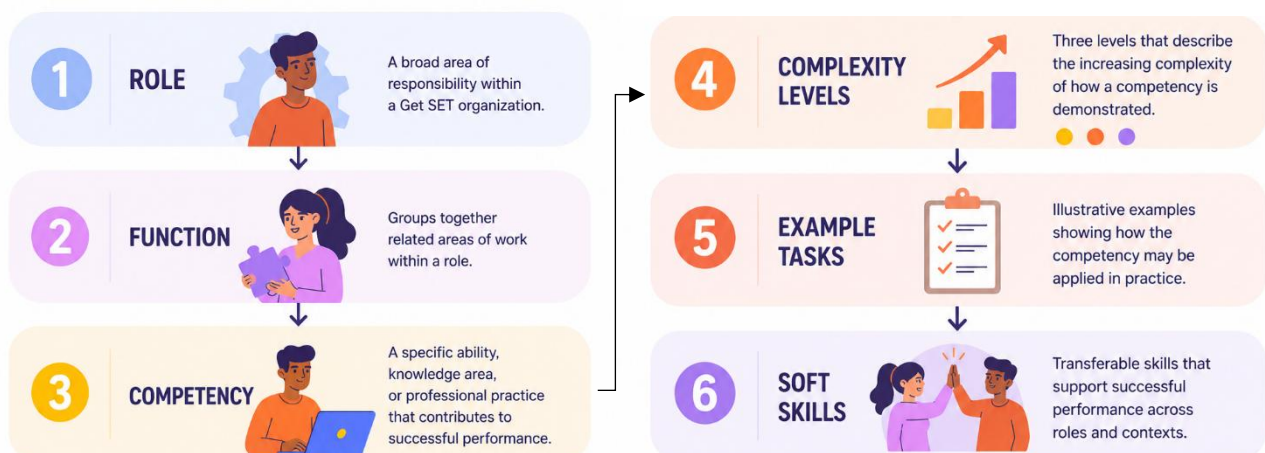 1
ROLE
A broad area of
responsibility within
a Get SET organization.
2
FUNCTION
Groups together
related areas of work
within a role.
3
COMPETENCY
A specific ability,
knowledge area,
or professional practice
that contributes to
successful performance.
4
COMPLEXITY
LEVELS
Three levels that describe
the increasing complexity
of how a competency is
demonstrated.
5
EXAMPLE
TASKS
Illustrative examples
showing how the
competency may be
applied in practice.
6
SOFT
SKILLS
Transferable skills that
support successful
performance across
roles and contexts.